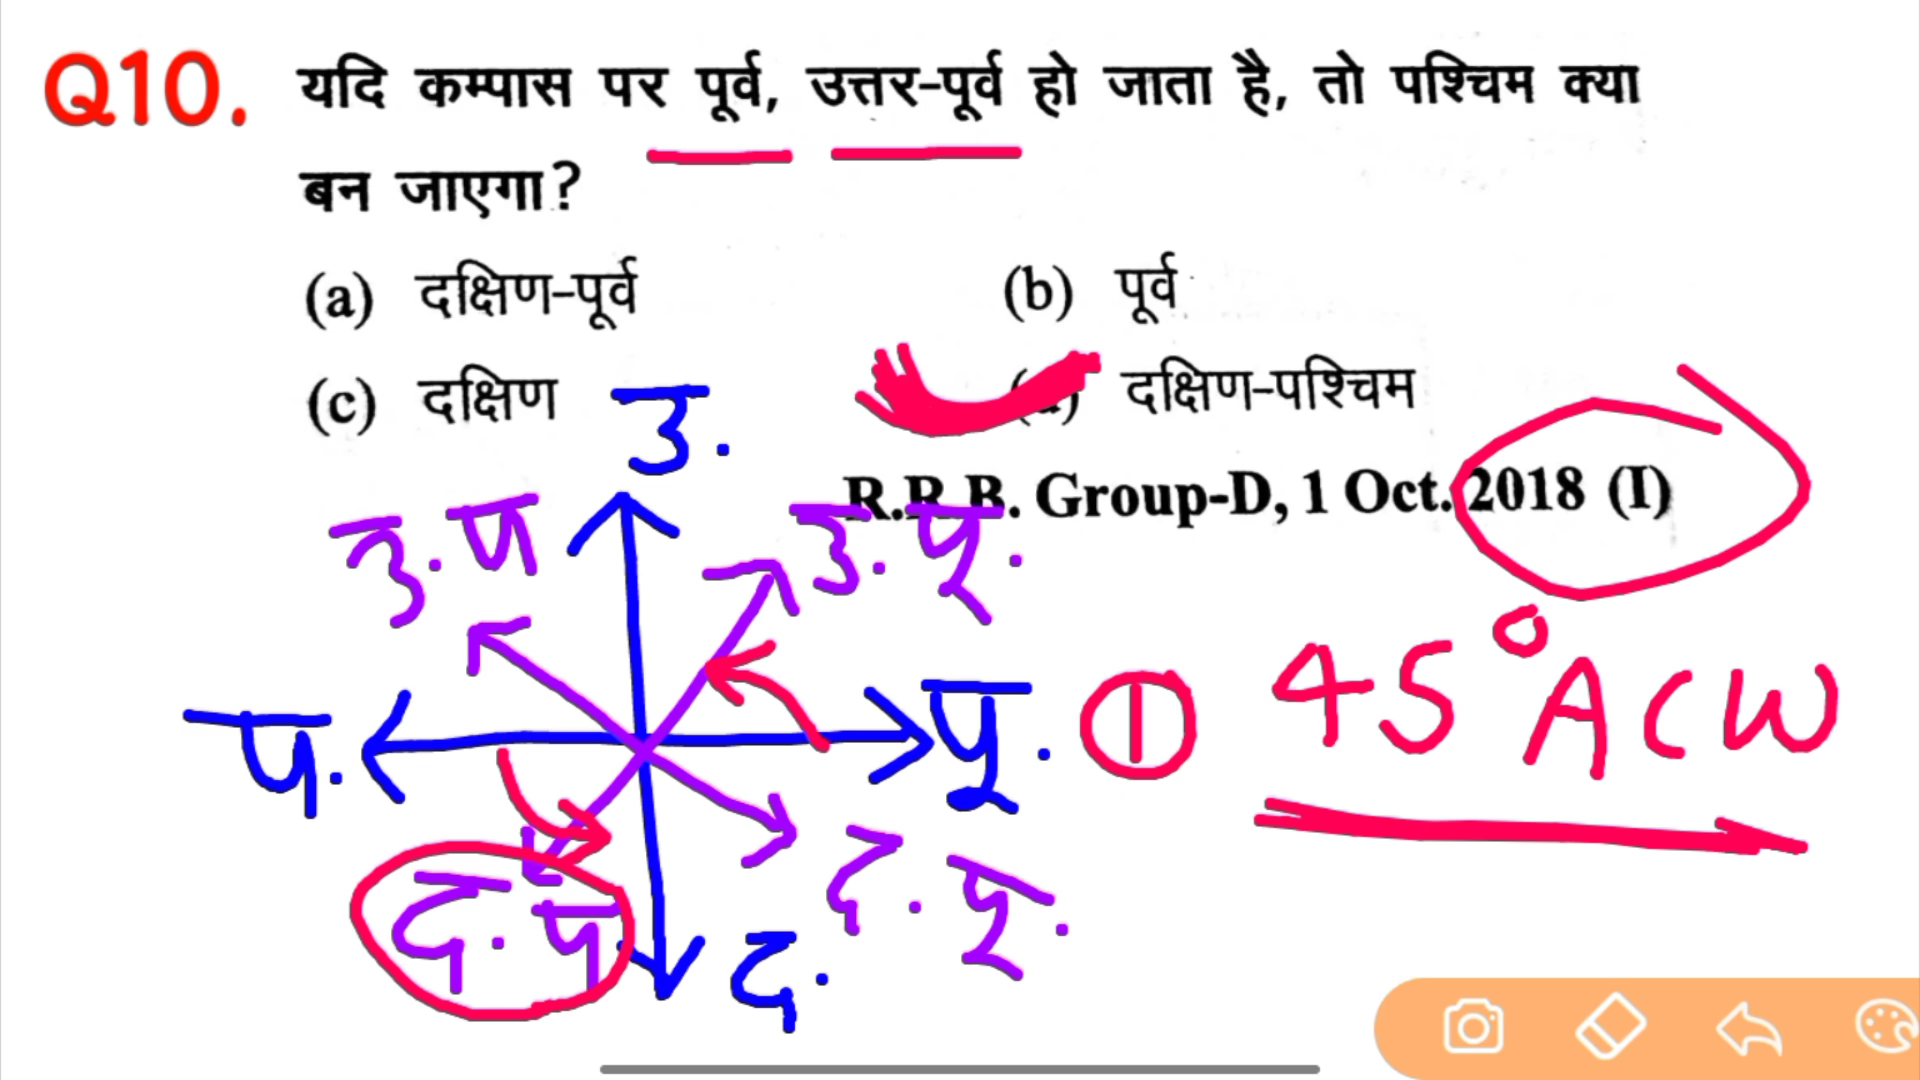 Q10. यदि कम्पास पर पूर्व, उत्तर-पूर्व हो जाता है, तो पश्चिम क्या
बन जाएगा?
(a) दक्षिण-पूर्व (b) पूर्व
(c) दक्षिण (d) दक्षिण-पश्चिम
R.R.B. Group-D, 1 Oct. 2018 (I)
उ.
उ.प उ.पू.
प. पू. ① 45° ACW
द.प द. द.पू.